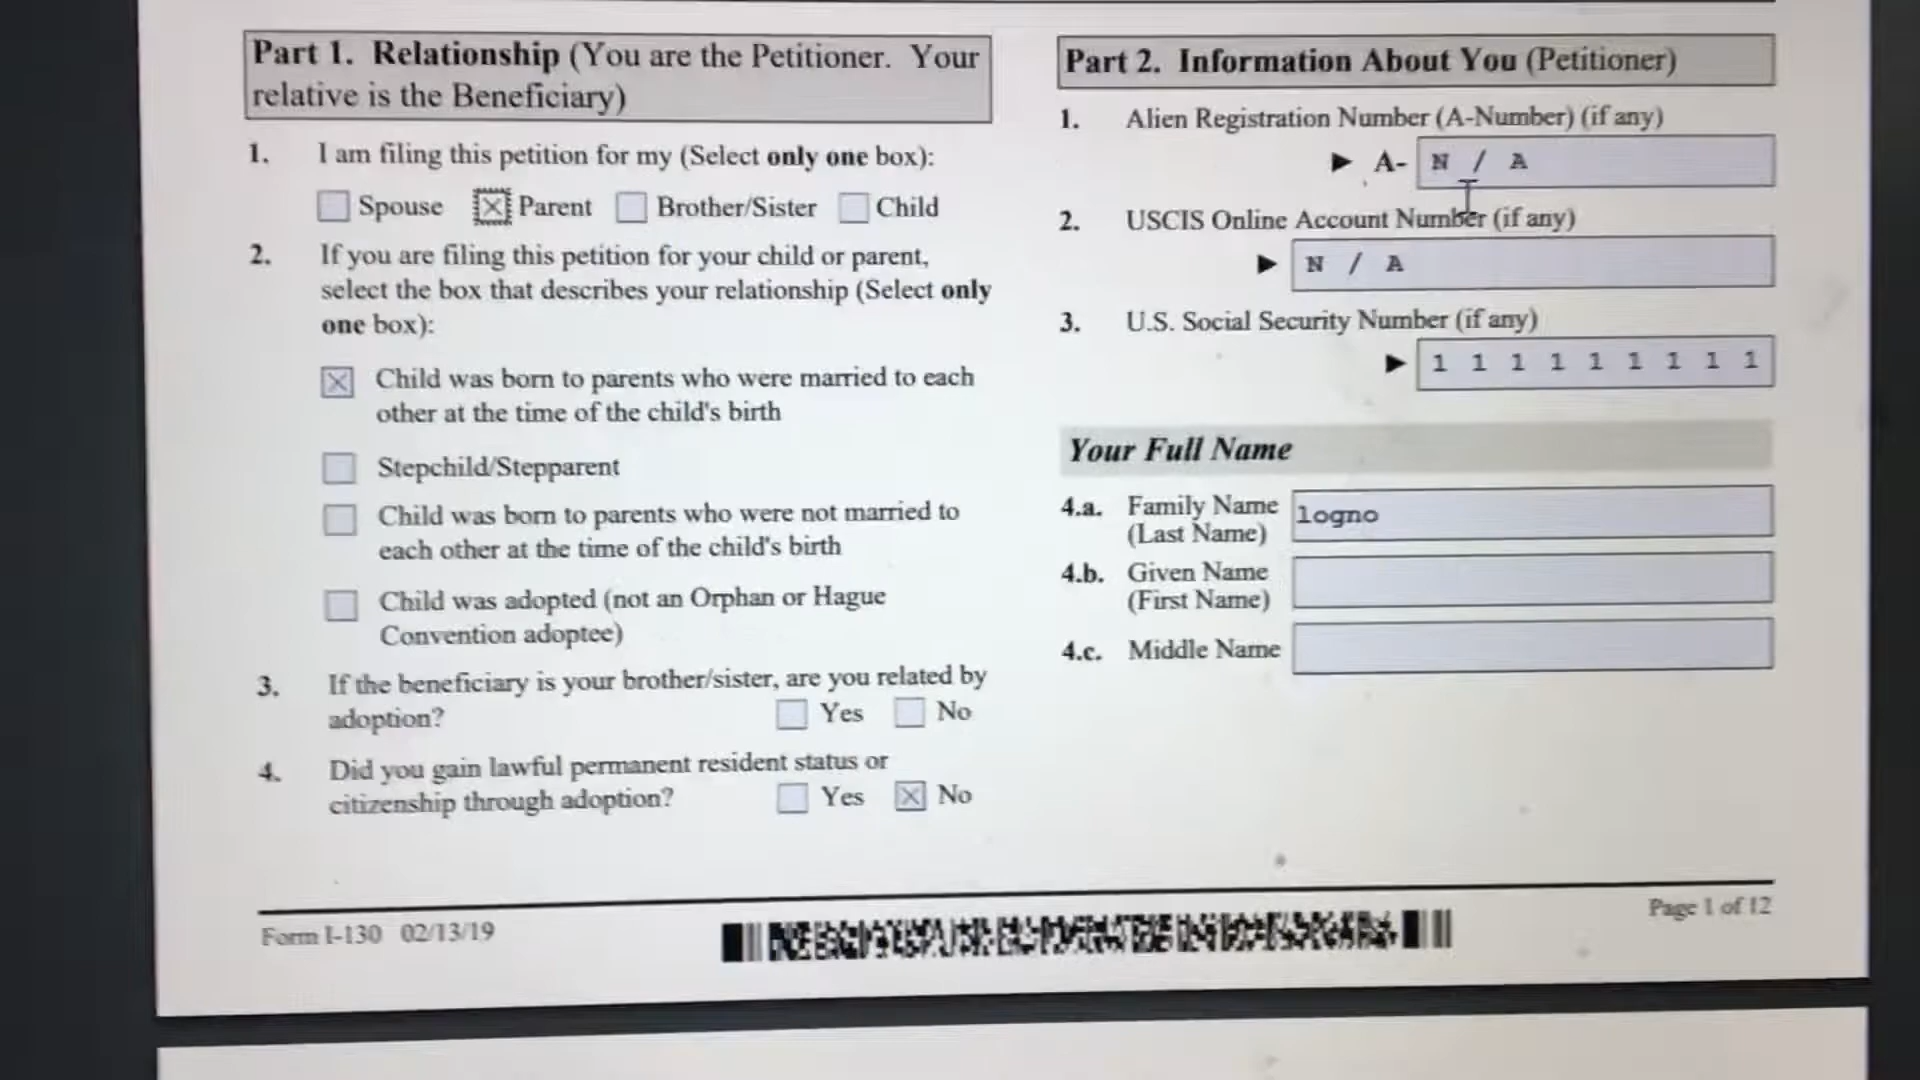 Part 1. Relationship (You are the Petitioner. Your
relative is the Beneficiary)
1. I am filing this petition for my (Select only one box):
Spouse Parent Brother/Sister Child
2. If you are filing this petition for your child or parent,
select the box that describes your relationship (Select only
one box):
Child was born to parents who were married to each
other at the time of the child's birth
Stepchild/Stepparent
Child was born to parents who were not married to
each other at the time of the child's birth
Child was adopted (not an Orphan or Hague
Convention adoptee)
3. If the beneficiary is your brother/sister, are you related by
adoption? Yes No
4. Did you gain lawful permanent resident status or
citizenship through adoption? Yes No
Part 2. Information About You (Petitioner)
1. Alien Registration Number (A-Number) (if any)
A- N / A
2. USCIS Online Account Number (if any)
N / A
3. U.S. Social Security Number (if any)
1 1 1 1 1 1 1 1 1
Your Full Name
4.a. Family Name
(Last Name) logno
4.b. Given Name
(First Name)
4.c. Middle Name
Form I-130 02/13/19
Page 1 of 12